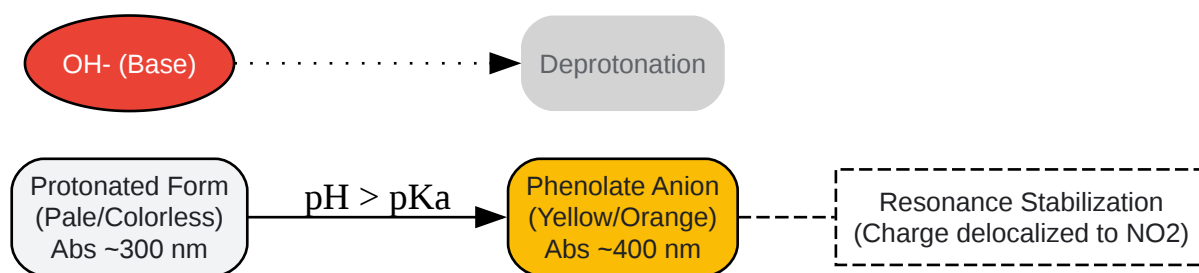 OH- (Base)
Deprotonation
Protonated Form
(Pale/Colorless)
Abs ~300 nm
pH > pKa
Phenolate Anion
(Yellow/Orange)
Abs ~400 nm
Resonance Stabilization
(Charge delocalized to NO2)